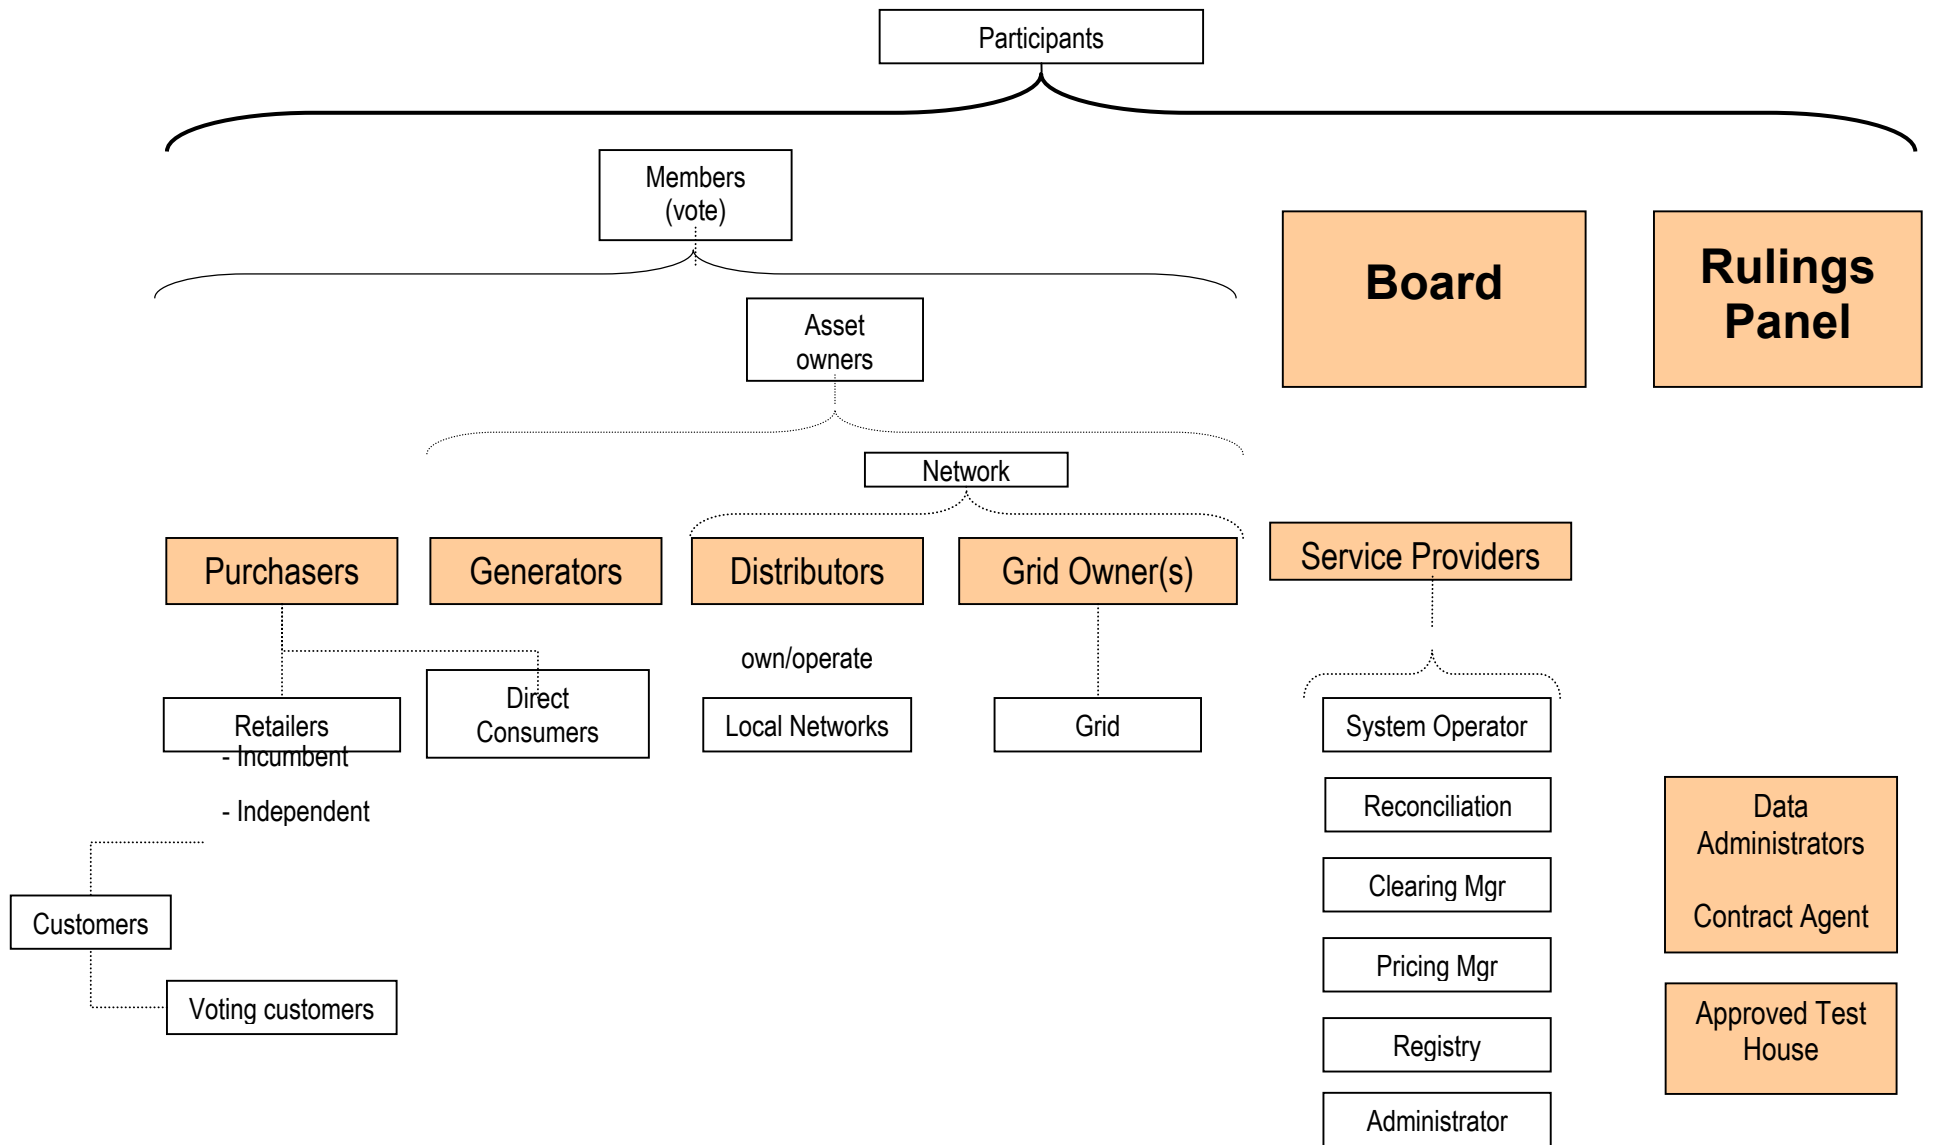 Participants
Members
(vote)
Board
Rulings
Panel
Asset
owners
Network
Purchasers
Generators
Distributors
Grid Owner(s)
Service Providers
own/operate
Retailers
- Incumbent
- Independent
Direct
Consumers
Local Networks
Grid
System Operator
Reconciliation
Clearing Mgr
Pricing Mgr
Registry
Administrator
Data
Administrators
Contract Agent
Approved Test
House
Customers
Voting customers